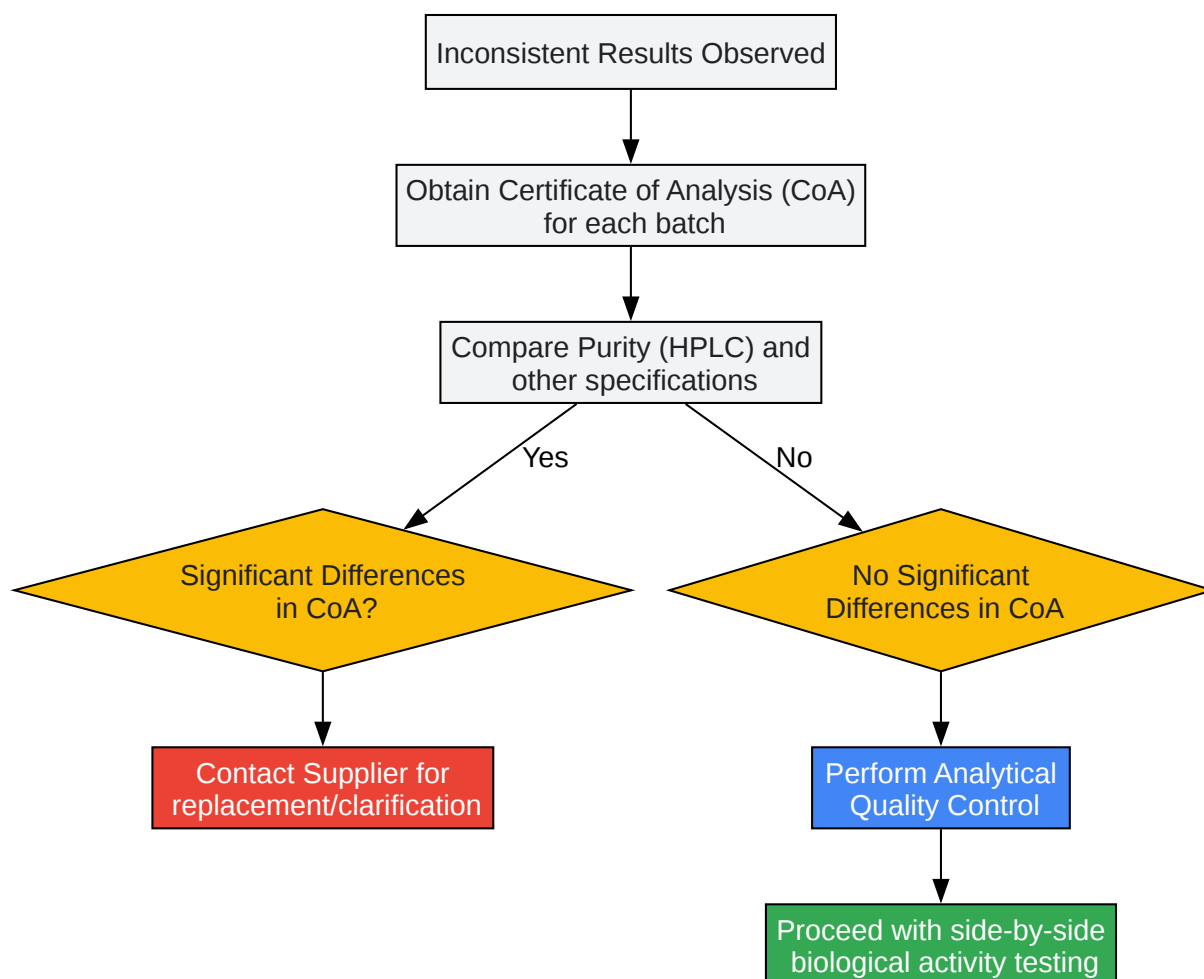 Inconsistent Results Observed
Obtain Certificate of Analysis (CoA)
for each batch
Compare Purity (HPLC) and
other specifications
Yes
No
Significant Differences
in CoA?
No Significant
Differences in CoA
Contact Supplier for
replacement/clarification
Perform Analytical
Quality Control
Proceed with side-by-side
biological activity testing